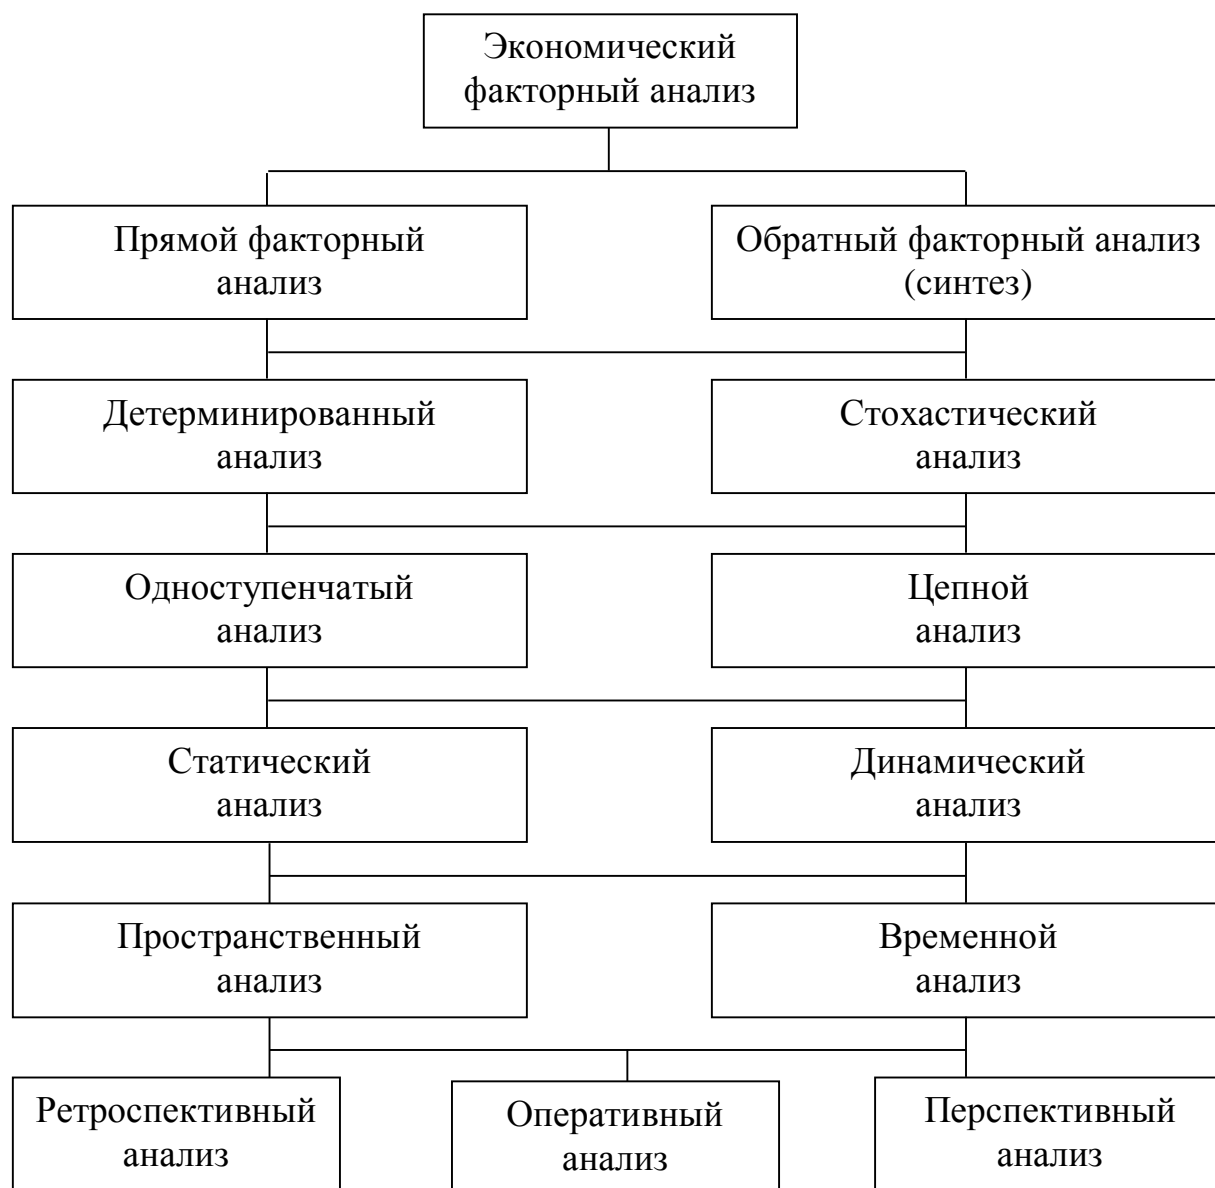 Экономический
факторный анализ
Прямой факторный
анализ
Обратный факторный анализ
(синтез)
Детерминированный
анализ
Стохастический
анализ
Одноступенчатый
анализ
Цепной
анализ
Статический
анализ
Динамический
анализ
Пространственный
анализ
Временной
анализ
Ретроспективный
анализ
Оперативный
анализ
Перспективный
анализ